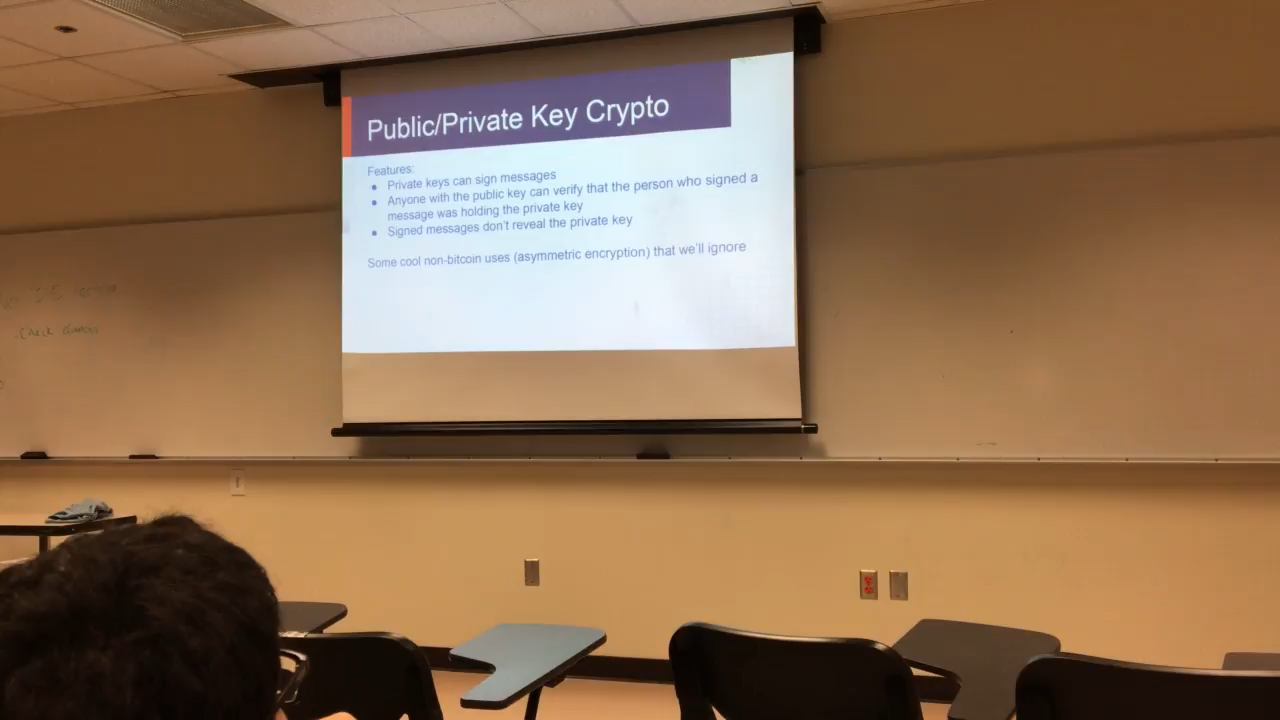 Public/Private Key Crypto
Features:
● Private keys can sign messages
● Anyone with the public key can verify that the person who signed a
message was holding the private key
● Signed messages don't reveal the private key
Some cool non-bitcoin uses (asymmetric encryption) that we'll ignore